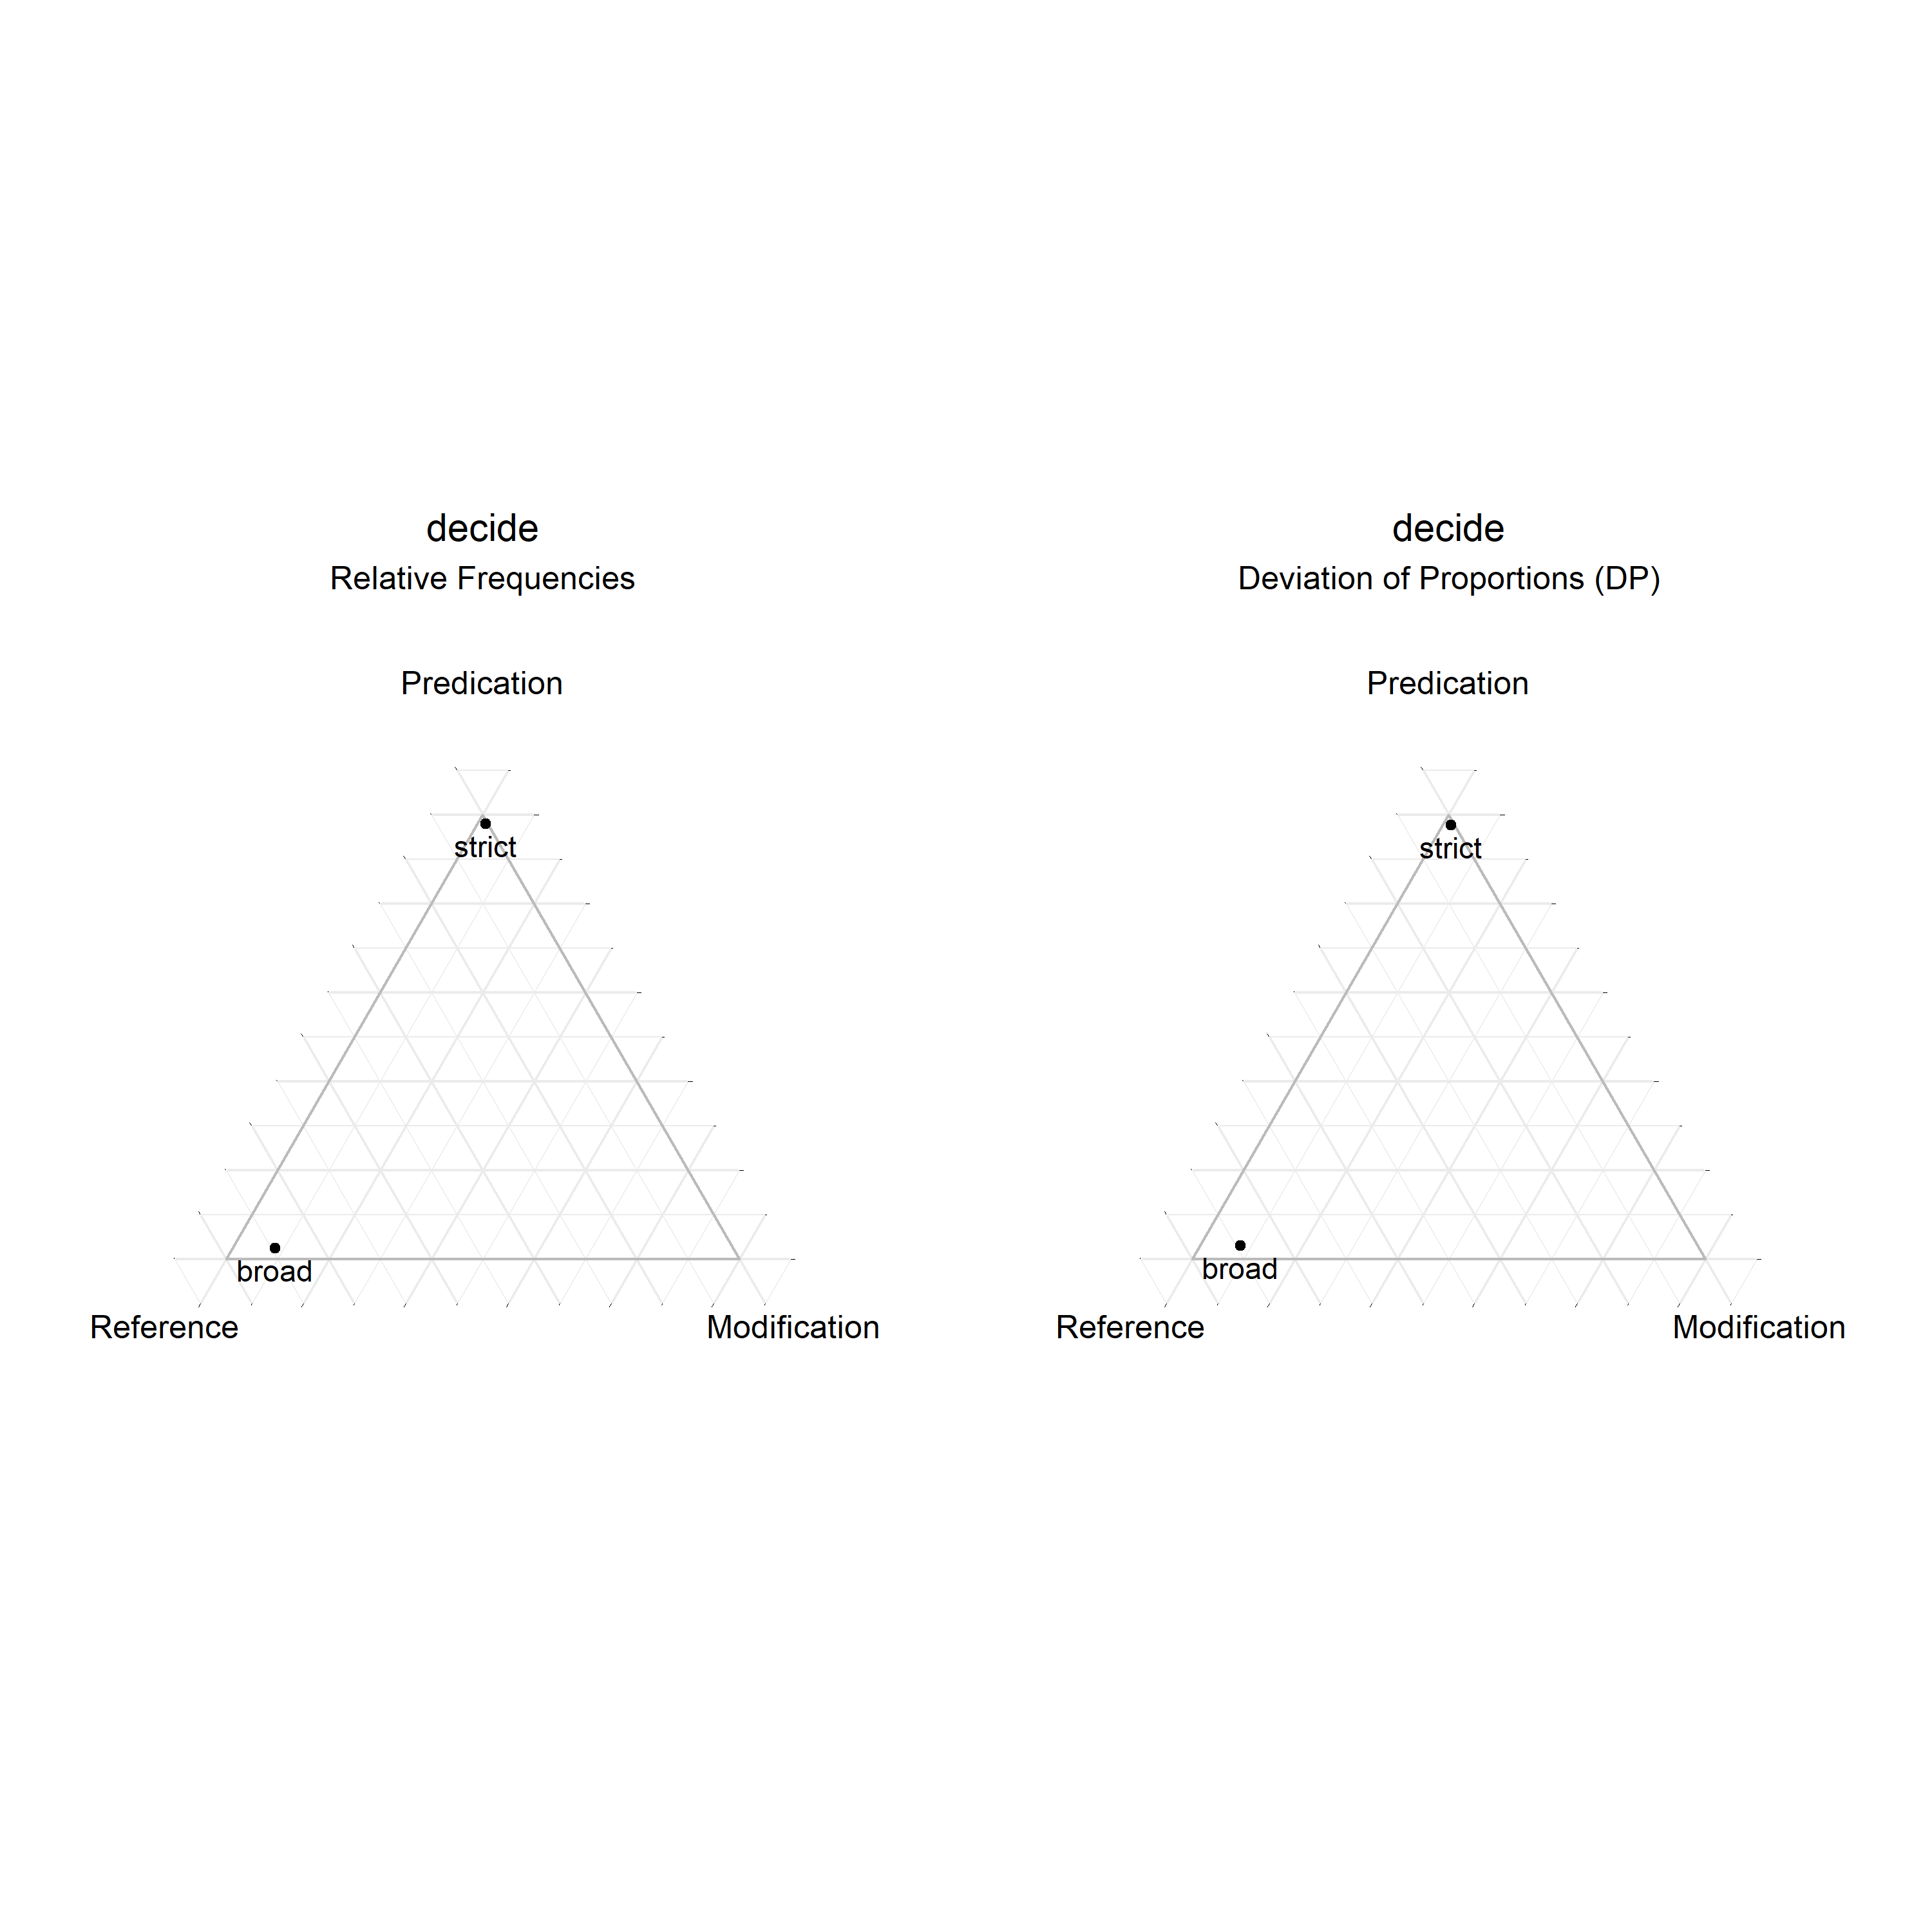 decide
Relative Frequencies
Predication
strict
broad
Reference
Modification
decide
Deviation of Proportions (DP)
Predication
strict
broad
Reference
Modification